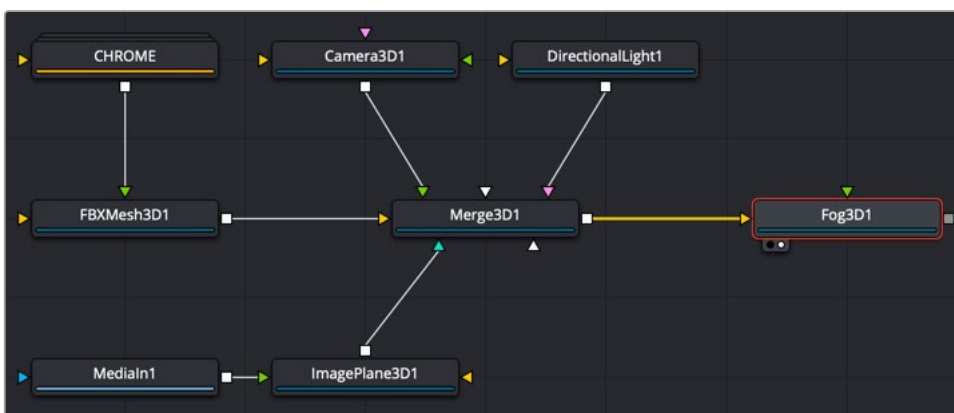 CHROME
Camera3D1
DirectionalLight1
FBXMesh3D1
Merge3D1
Fog3D1
MediaIn1
ImagePlane3D1